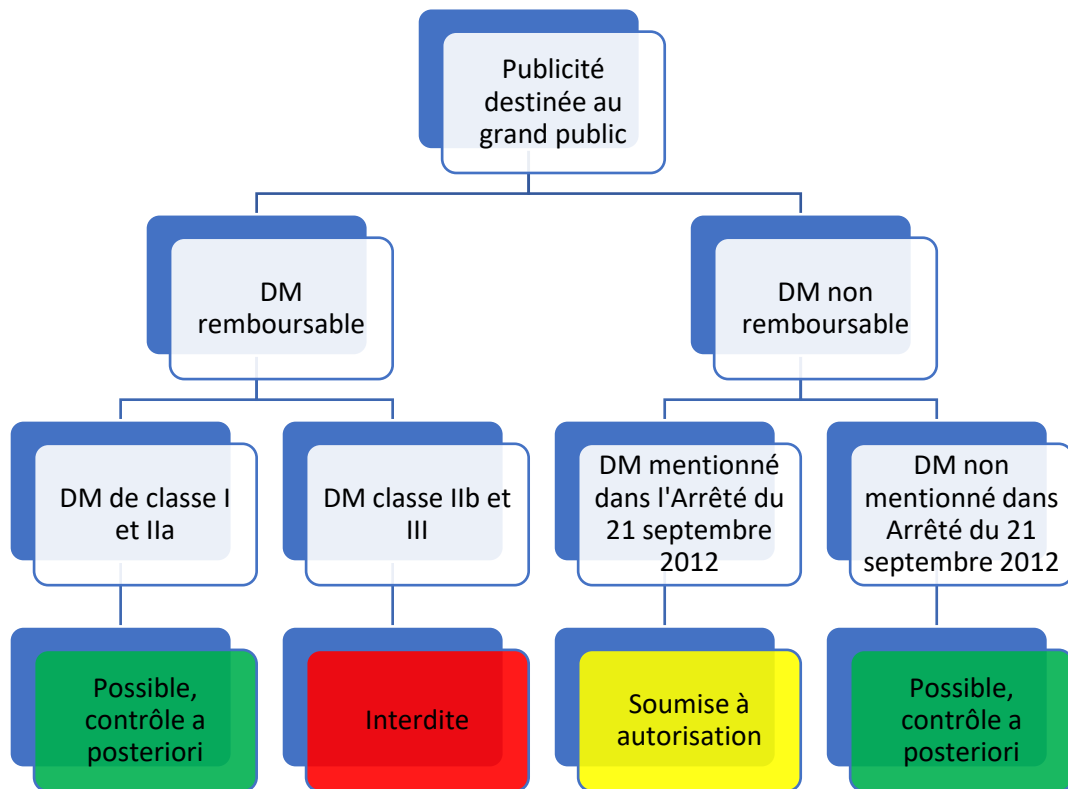 Publicité
destinée au
grand public
DM
remboursable
DM non
remboursable
DM de classe I
et IIa
DM classe IIb et
III
DM mentionné
dans l'Arrêté du
21 septembre
2012
DM non
mentionné dans
Arrêté du 21
septembre 2012
Possible,
contrôle a
posteriori
Interdite
Soumise à
autorisation
Possible,
contrôle a
posteriori